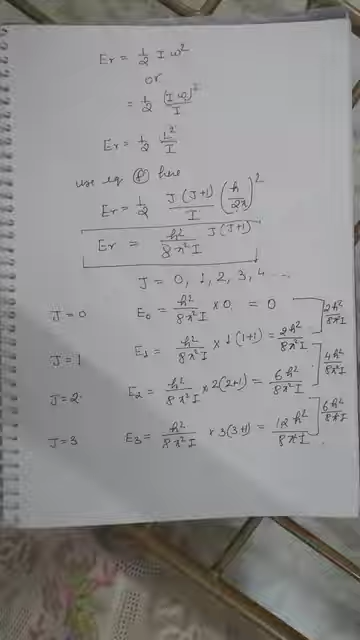 Er = 1/2 I ω²
or
= 1/2 (Iω)²/I
Er = 1/2 L²/I
use eq (B) here
Er = 1/2 J(J+1)/I (h/2π)²
Er = h²/8π²I J(J+1)
J = 0, 1, 2, 3, 4 ...
J=0 E₀ = h²/8π²I × 0 = 0
2h²/8π²I
J=1 E₁ = h²/8π²I × 1(1+1) = 2h²/8π²I
4h²/8π²I
J=2 E₂ = h²/8π²I × 2(2+1) = 6h²/8π²I
6h²/8π²I
J=3 E₃ = h²/8π²I × 3(3+1) = 12h²/8π²I